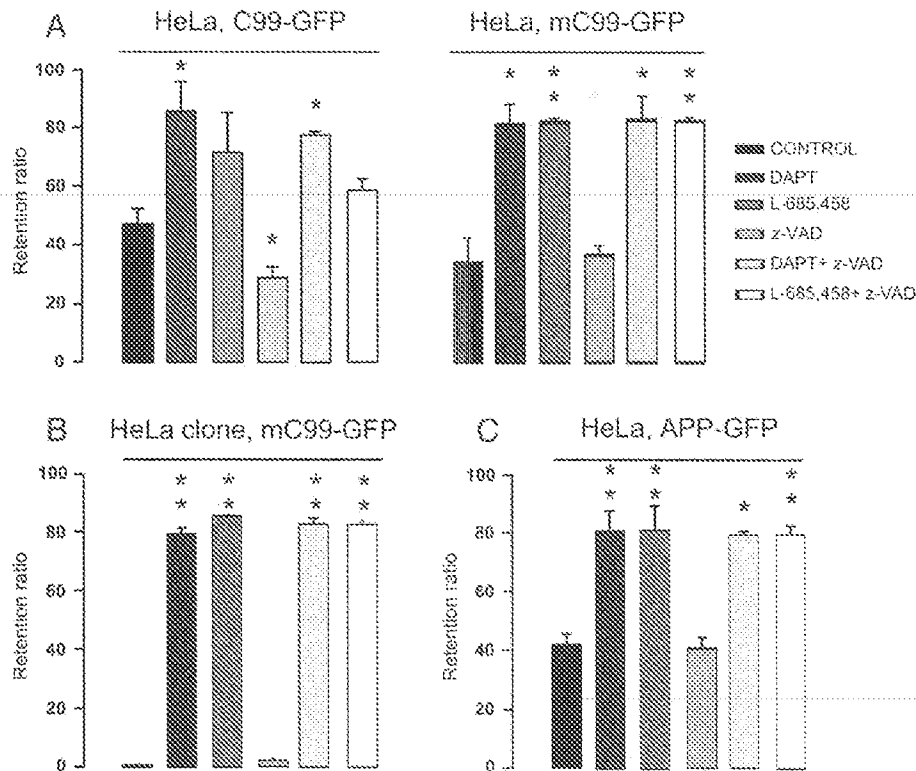 A
HeLa, C99-GFP
HeLa, mC99-GFP
Retention ratio
100
80
60
40
20
0
* * *
* * * * * *
CONTROL
DAPT
L-685,458
z-VAD
DAPT+ z-VAD
L-685,458+ z-VAD
B
HeLa clone, mC99-GFP
Retention ratio
100
80
60
40
20
0
* * * *
* * * *
C
HeLa, APP-GFP
Retention ratio
100
80
60
40
20
0
* * *
* * * *